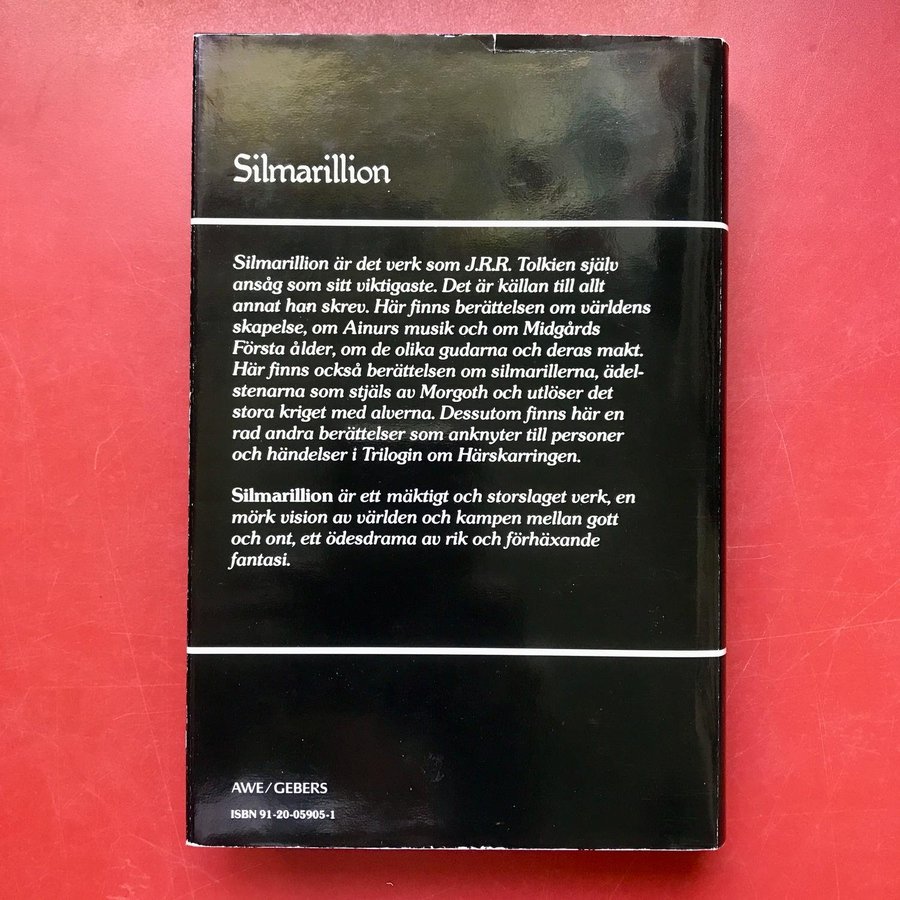 Silmarillion
Silmarillion är det verk som J.R.R. Tolkien själv
ansåg som sitt viktigaste. Det är källan till allt
annat han skrev. Här finns berättelsen om världens
skapelse, om Ainurs musik och om Midgårds
Första ålder, om de olika gudarna och deras makt.
Här finns också berättelsen om silmarillerna, ädel-
stenarna som stjäls av Morgoth och utlöser det
stora kriget med alverna. Dessutom finns här en
rad andra berättelser som anknyter till personer
och händelser i Trilogin om Härskarringen.
Silmarillion är ett mäktigt och storslaget verk, en
mörk vision av världen och kampen mellan gott
och ont, ett ödesdrama av rik och förhäxande
fantasi.
AWE/GEBERS
ISBN 91-20-05905-1